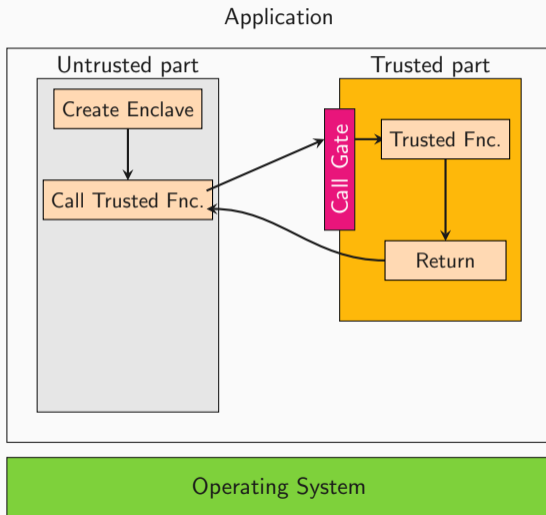 Application
Untrusted part
Trusted part
Create Enclave
Call Trusted Fnc.
Call Gate
Trusted Fnc.
Return
Operating System